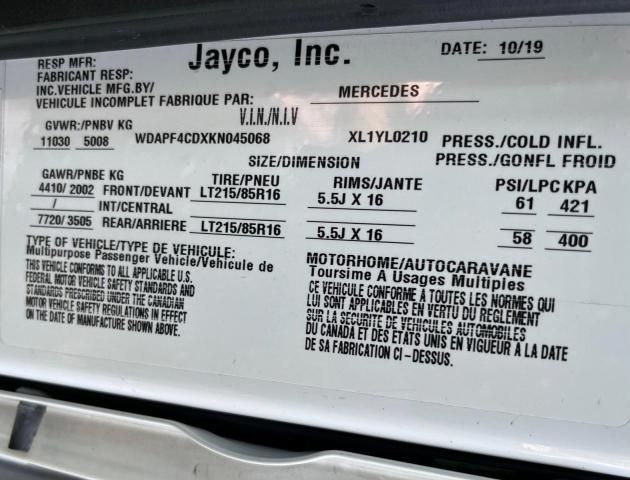 RESP MFR: Jayco, Inc. DATE: 10/19
FABRICANT RESP:
INC.VEHICLE MFG.BY/
VEHICULE INCOMPLET FABRIQUE PAR: MERCEDES
V.I.N./N.I.V
GVWR:/PNBV KG
11030 5008 WDAPF4CDXKN045068 XL1YL0210 PRESS./COLD INFL.
SIZE/DIMENSION PRESS./GONFL FROID
GAWR/PNBE KG TIRE/PNEU RIMS/JANTE PSI/LPC KPA
4410/ 2002 FRONT/DEVANT LT215/85R16 5.5J X 16 61 421
/ INT/CENTRAL
7720/ 3505 REAR/ARRIERE LT215/85R16 5.5J X 16 58 400
TYPE OF VEHICLE/TYPE DE VEHICULE:
Multipurpose Passenger Vehicle/Vehicule de
THIS VEHICLE CONFORMS TO ALL APPLICABLE U.S.
FEDERAL MOTOR VEHICLE SAFETY STANDARDS AND
STANDARDS PRESCRIBED UNDER THE CANADIAN
MOTOR VEHICLE SAFETY REGULATIONS IN EFFECT
ON THE DATE OF MANUFACTURE SHOWN ABOVE.
MOTORHOME/AUTOCARAVANE
Toursime A Usages Multiples
CE VEHICULE CONFORME À TOUTES LES NORMES QUI
LUI SONT APPLICABLES EN VERTU DU REGLEMENT
SUR LA SECURITE DE VEHICULES AUTOMOBILES
DU CANADA ET DES ETATS UNIS EN VIGUEUR À LA DATE
DE SA FABRICATION CI-DESSUS.